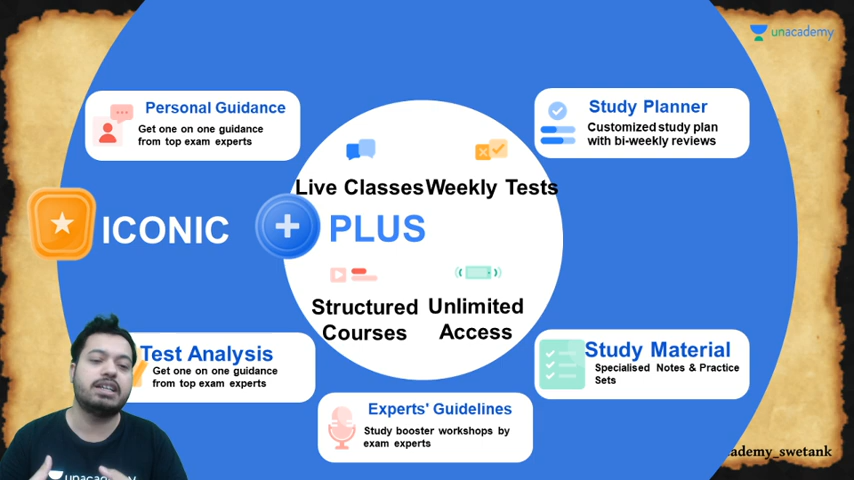 unacademy
Personal Guidance
Get one on one guidance
from top exam experts
Study Planner
Customized study plan
with bi-weekly reviews
Live Classes
Weekly Tests
ICONIC
PLUS
Structured
Courses
Unlimited
Access
Test Analysis
Get one on one guidance
from top exam experts
Study Material
Specialised Notes & Practice
Sets
Experts' Guidelines
Study booster workshops by
exam experts
ademy_swetank
unacademy